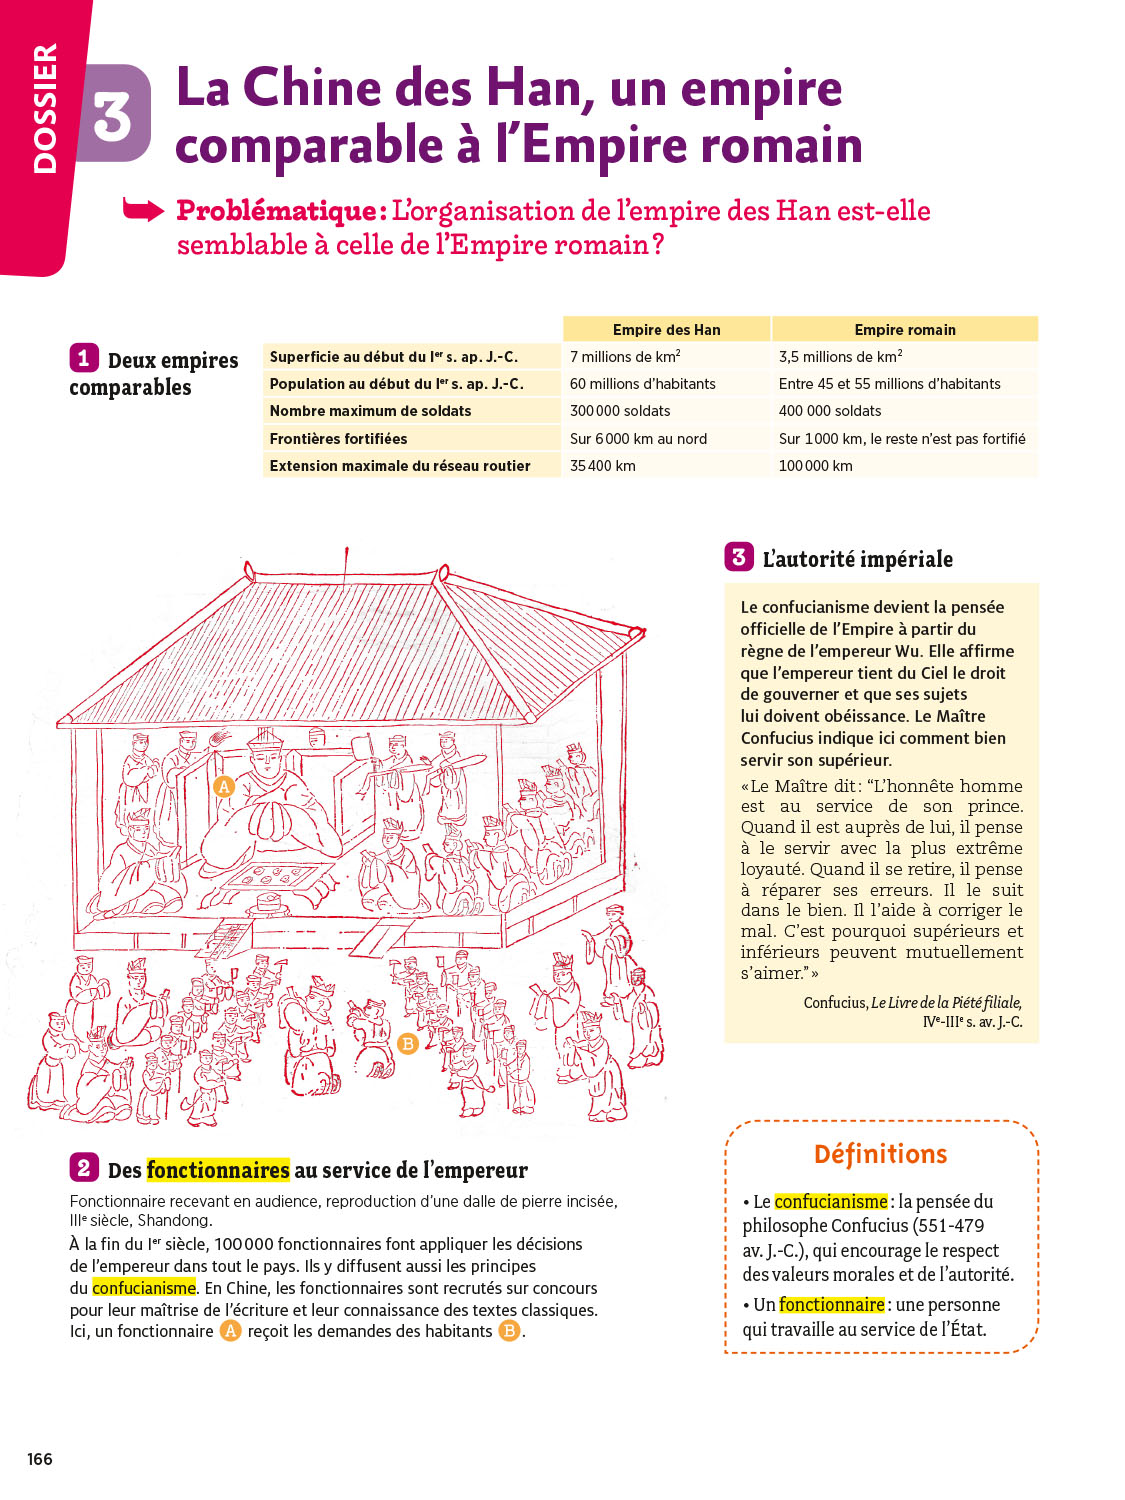 DOSSIER
3
La Chine des Han, un empire
comparable à l'Empire romain
Problématique : L'organisation de l'empire des Han est-elle
semblable à celle de l'Empire romain ?
1 Deux empires
comparables
Empire des Han Empire romain
Superficie au début du Ier s. ap. J.-C. 7 millions de km² 3,5 millions de km²
Population au début du Ier s. ap. J.-C. 60 millions d'habitants Entre 45 et 55 millions d'habitants
Nombre maximum de soldats 300 000 soldats 400 000 soldats
Frontières fortifiées Sur 6 000 km au nord Sur 1 000 km, le reste n'est pas fortifié
Extension maximale du réseau routier 35 400 km 100 000 km
A
B
2 Des fonctionnaires au service de l'empereur
Fonctionnaire recevant en audience, reproduction d'une dalle de pierre incisée,
IIIe siècle, Shandong.
À la fin du Ier siècle, 100 000 fonctionnaires font appliquer les décisions
de l'empereur dans tout le pays. Ils y diffusent aussi les principes
du confucianisme. En Chine, les fonctionnaires sont recrutés sur concours
pour leur maîtrise de l'écriture et leur connaissance des textes classiques.
Ici, un fonctionnaire A reçoit les demandes des habitants B.
3 L'autorité impériale
Le confucianisme devient la pensée
officielle de l'Empire à partir du
règne de l'empereur Wu. Elle affirme
que l'empereur tient du Ciel le droit
de gouverner et que ses sujets
lui doivent obéissance. Le Maître
Confucius indique ici comment bien
servir son supérieur.
« Le Maître dit : “L'honnête homme
est au service de son prince.
Quand il est auprès de lui, il pense
à le servir avec la plus extrême
loyauté. Quand il se retire, il pense
à réparer ses erreurs. Il le suit
dans le bien. Il l'aide à corriger le
mal. C'est pourquoi supérieurs et
inférieurs peuvent mutuellement
s'aimer.” »
Confucius, Le Livre de la Piété filiale,
IVe-IIIe s. av. J.-C.
Définitions
• Le confucianisme : la pensée du
philosophe Confucius (551-479
av. J.-C.), qui encourage le respect
des valeurs morales et de l'autorité.
• Un fonctionnaire : une personne
qui travaille au service de l'État.
166